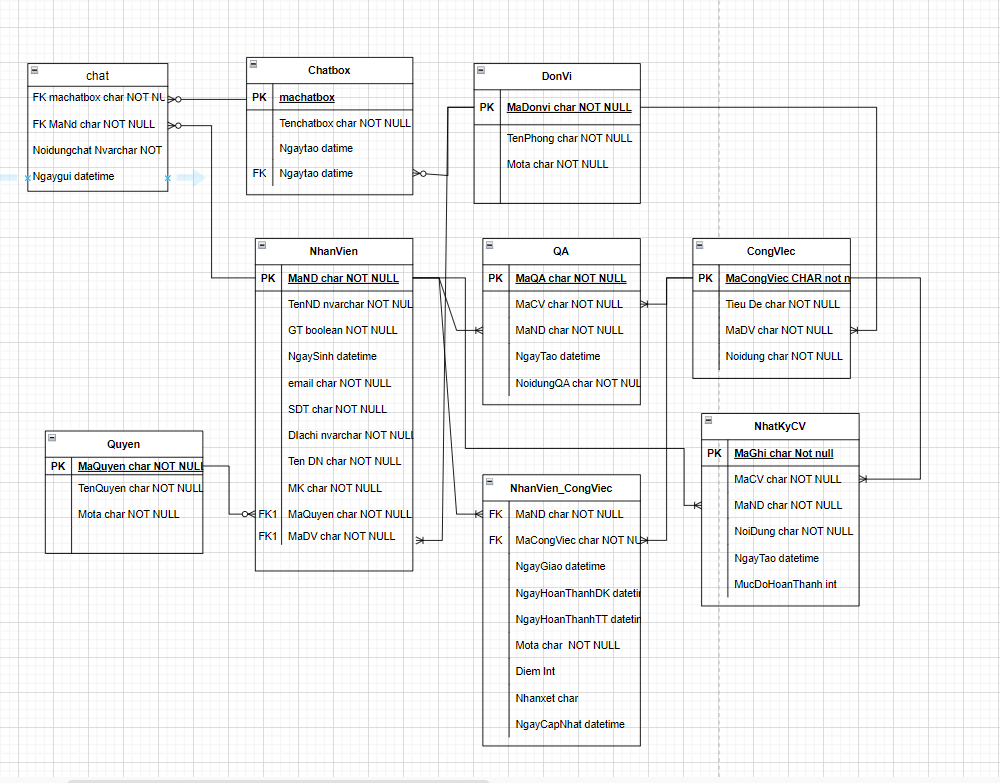 chat
FK machatbox char NOT NU
FK MaNd char NOT NULL
Noidungchat Nvarchar NOT
Ngaygui datetime
Chatbox
PK machatbox
Tenchatbox char NOT NULL
Ngaytao datime
FK Ngaytao datime
DonVi
PK MaDonvi char NOT NULL
TenPhong char NOT NULL
Mota char NOT NULL
NhanVien
PK MaND char NOT NULL
TenND nvarchar NOT NUL
GT boolean NOT NULL
NgaySinh datetime
email char NOT NULL
SDT char NOT NULL
DIachi nvarchar NOT NULL
Ten DN char NOT NULL
MK char NOT NULL
FK1 MaQuyen char NOT NULL
FK1 MaDV char NOT NULL
QA
PK MaQA char NOT NULL
MaCV char NOT NULL
MaND char NOT NULL
NgayTao datetime
NoidungQA char NOT NUL
CongVIec
PK MaCongViec CHAR not n
Tieu De char NOT NULL
MaDV char NOT NULL
Noidung char NOT NULL
Quyen
PK MaQuyen char NOT NULL
TenQuyen char NOT NULL
Mota char NOT NULL
NhanVien_CongViec
FK MaND char NOT NULL
FK MaCongViec char NOT NU
NgayGiao datetime
NgayHoanThanhDK datetin
NgayHoanThanhTT datetin
Mota char NOT NULL
Diem Int
Nhanxet char
NgayCapNhat datetime
NhatKyCV
PK MaGhi char Not null
MaCV char NOT NULL
MaND char NOT NULL
NoiDung char NOT NULL
NgayTao datetime
MucDoHoanThanh int